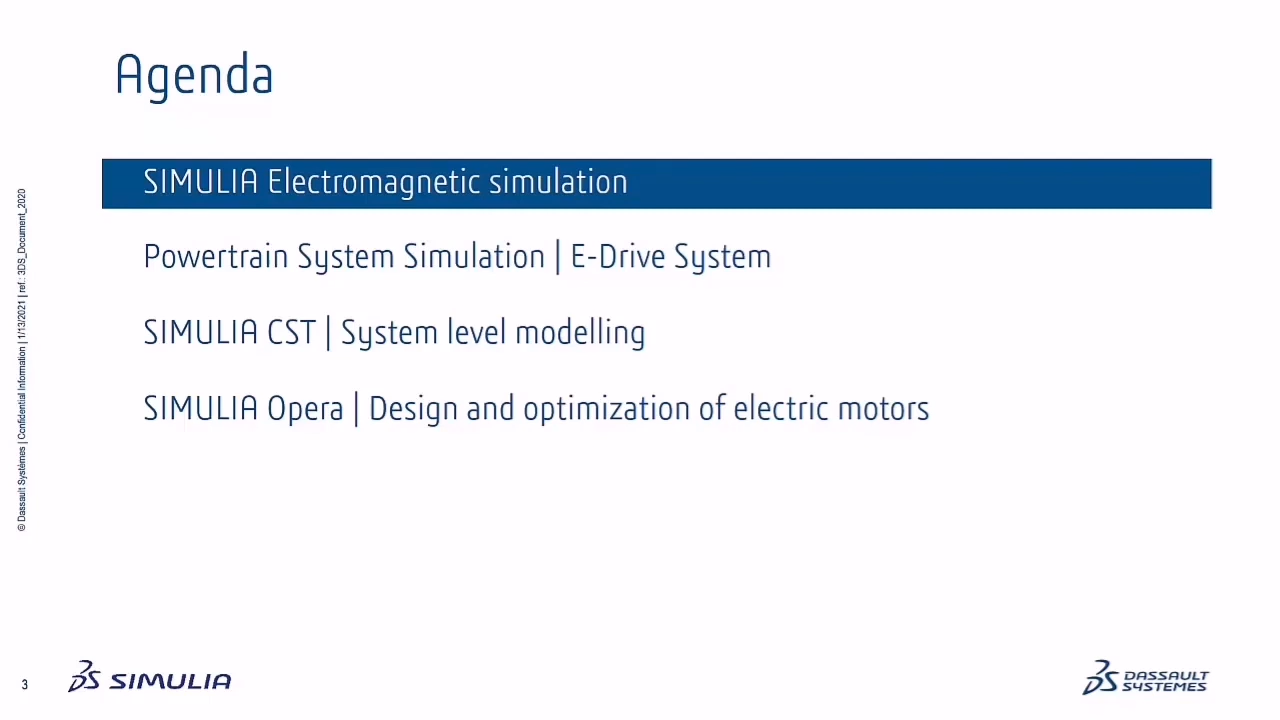 Agenda
SIMULIA Electromagnetic simulation
Powertrain System Simulation | E-Drive System
SIMULIA CST | System level modelling
SIMULIA Opera | Design and optimization of electric motors
© Dassault Systèmes | Confidential Information | 1/13/2021 | ref.: 3DS_Document_2020
3
SIMULIA
DASSAULT
SYSTEMES